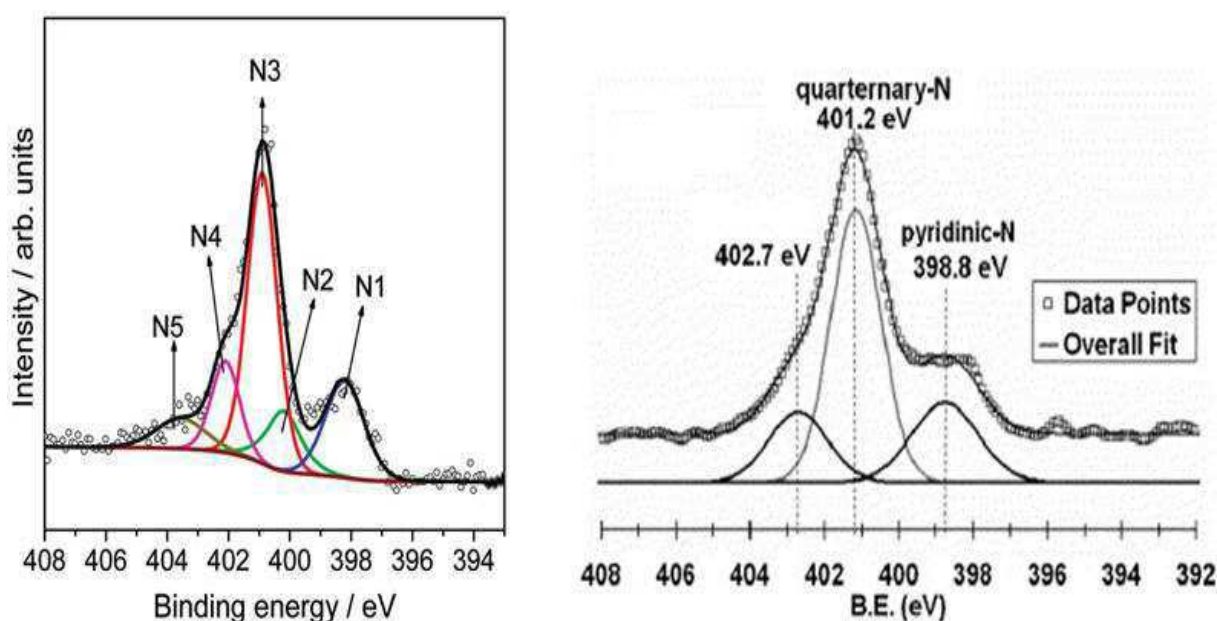 Intensity / arb. units
N3
N4
N2
N1
N5
408 406 404 402 400 398 396 394
Binding energy / eV
quarternary-N
401.2 eV
402.7 eV
pyridinic-N
398.8 eV
Data Points
Overall Fit
408 406 404 402 400 398 396 394 392
B.E. (eV)